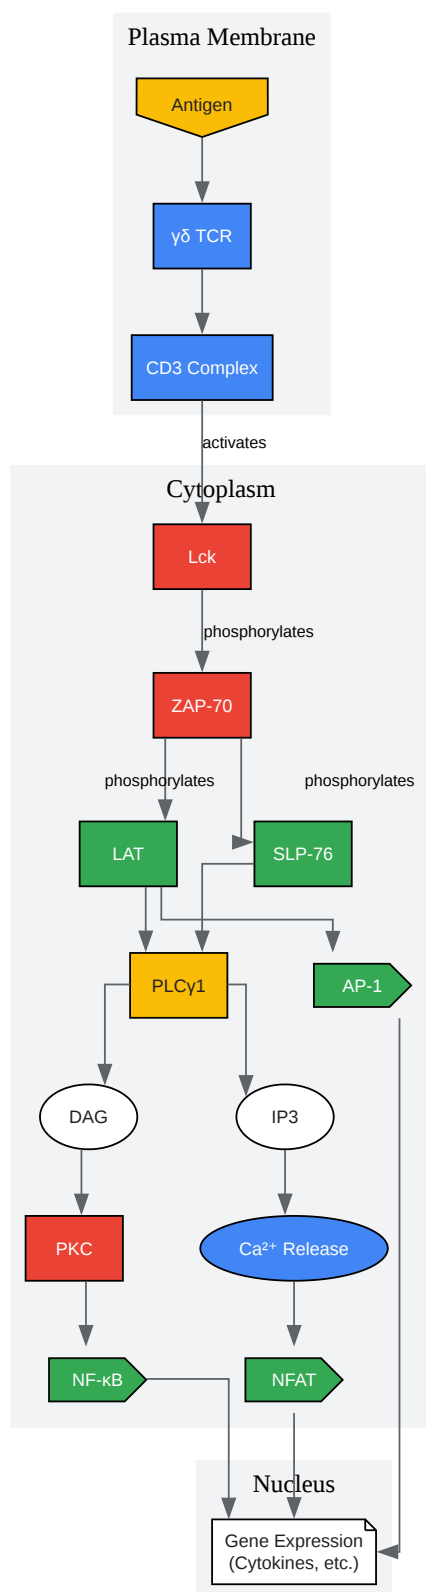 Plasma Membrane
Antigen
γδ TCR
CD3 Complex
activates
Cytoplasm
Lck
phosphorylates
ZAP-70
phosphorylates
phosphorylates
LAT
SLP-76
PLCγ1
AP-1
DAG
IP3
PKC
Ca²⁺ Release
NF-κB
NFAT
Nucleus
Gene Expression
(Cytokines, etc.)